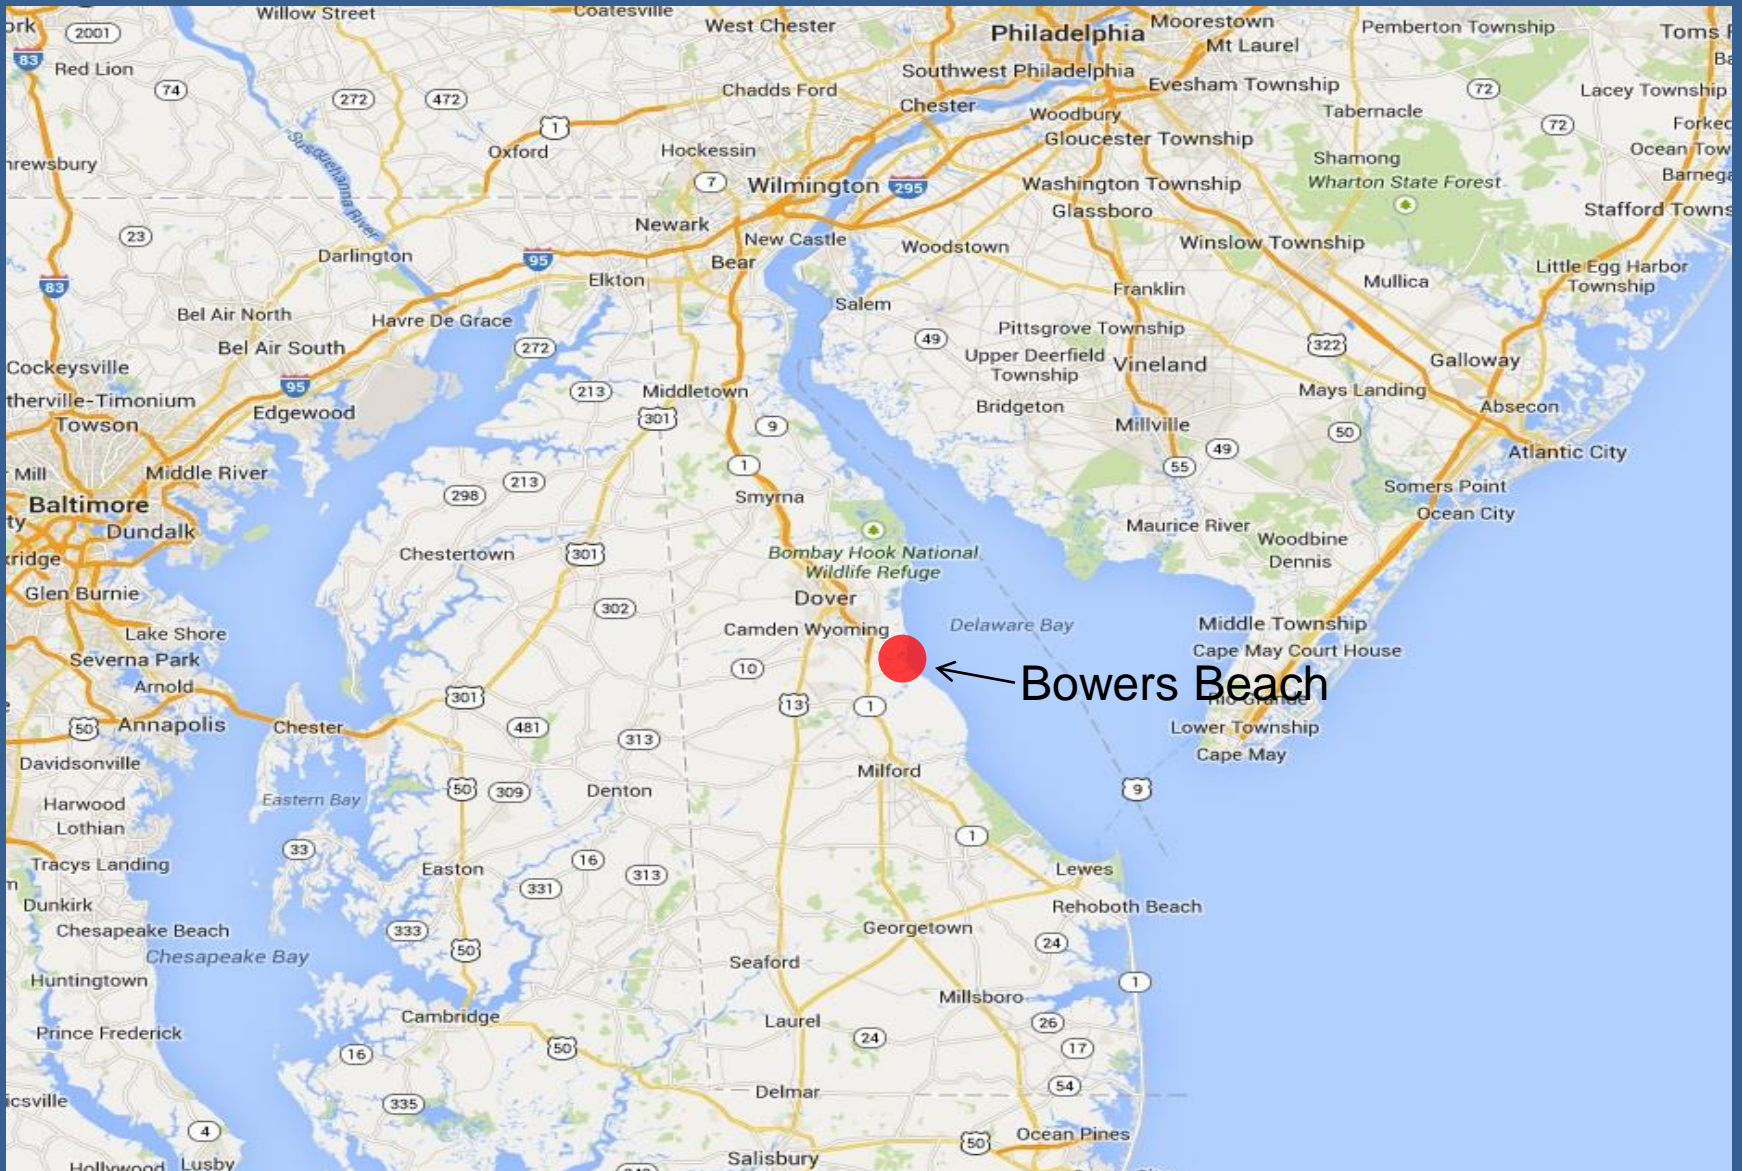 Willow Street
Coatesville
West Chester
Philadelphia
Moorestown
Mt Laurel
Pemberton Township
Toms
2001
83
Red Lion
74
272
472
Chadds Ford
Southwest Philadelphia
Chester
Evesham Township
72
Lacey Township
Tabernacle
72
1
Oxford
Hockessin
Woodbury
Gloucester Township
Susquehanna River
7
Wilmington
295
Washington Township
Glassboro
Shamong
Wharton State Forest
Stafford Towns
23
Newark
New Castle
Woodstown
Winslow Township
Darlington
95
Bear
Elkton
Franklin
Mullica
Little Egg Harbor
Township
83
Bel Air North
Havre De Grace
Salem
Pittsgrove Township
Bel Air South
272
49
Upper Deerfield
Township
Vineland
322
Galloway
Cockeysville
95
213
Middletown
Mays Landing
therville-Timonium
Towson
Edgewood
301
9
Bridgeton
Millville
49
50
Absecon
Atlantic City
Mill
Middle River
298
213
1
55
Smyrna
Somers Point
Ocean City
Baltimore
Dundalk
Maurice River
Woodbine
Dennis
Chestertown
301
Bombay Hook National
Wildlife Refuge
Glen Burnie
302
Dover
Lake Shore
Camden Wyoming
Delaware Bay
Middle Township
Cape May Court House
Severna Park
10
Bowers Beach
Arnold
301
13
1
Rio Grande
50
Annapolis
Chester
481
313
Lower Township
Cape May
Davidsonville
Milford
Harwood
Lothian
Eastern Bay
50
309
Denton
9
33
16
1
Tracys Landing
Easton
331
313
Lewes
Dunkirk
Rehoboth Beach
Chesapeake Beach
333
Georgetown
24
Chesapeake Bay
50
Seaford
Huntingtown
Millsboro
1
Prince Frederick
Cambridge
Laurel
26
24
16
50
17
Delmar
54
icsville
335
4
50
Ocean Pines
Hollywood
Lusby
Salisbury